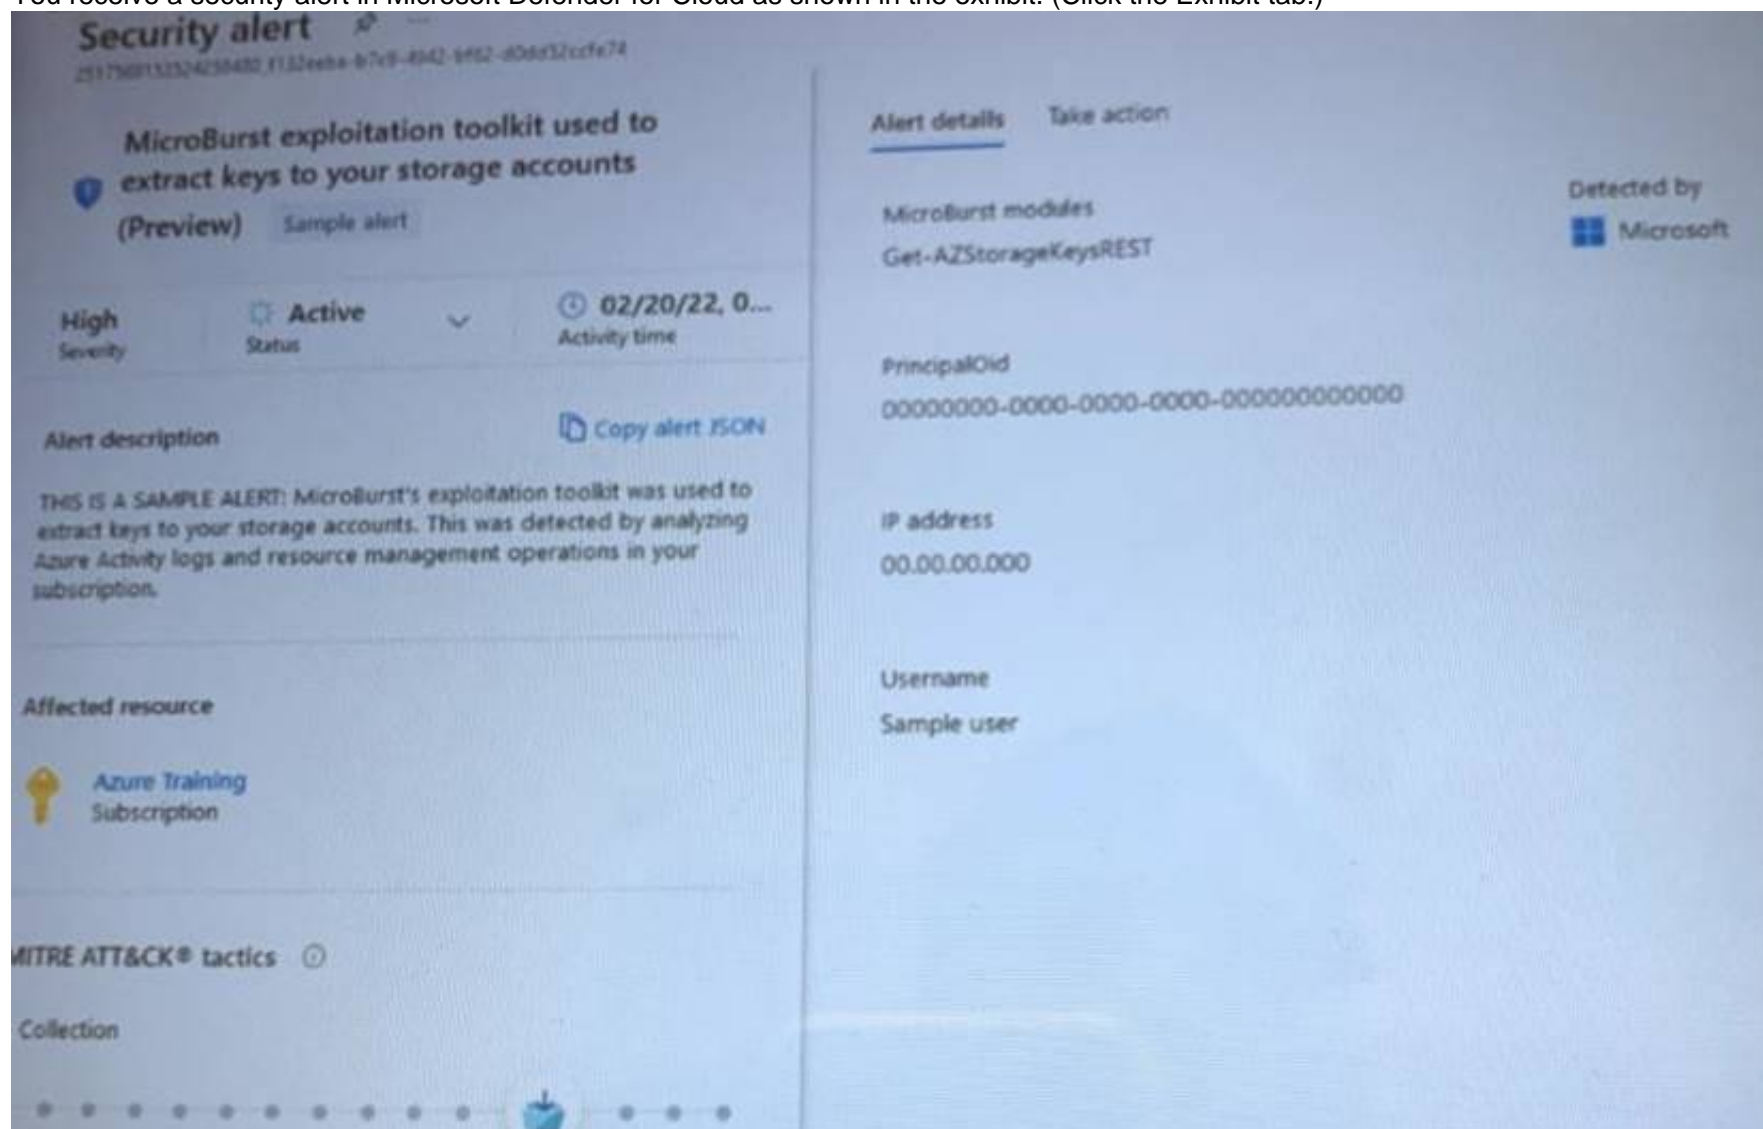 You receive a security alert in Microsoft Defender for Cloud as shown in the exhibit. (Click the Exhibit tab.)
Security alert
MicroBurst exploitation toolkit used to
extract keys to your storage accounts
(Preview) Sample alert
High
Severity
Active
Status
02/20/22, 0...
Activity time
Alert description
Copy alert JSON
THIS IS A SAMPLE ALERT: MicroBurst's exploitation toolkit was used to
extract keys to your storage accounts. This was detected by analyzing
Azure Activity logs and resource management operations in your
subscription.
Affected resource
Azure Training
Subscription
MITRE ATT&CK® tactics
Collection
Alert details Take action
MicroBurst modules
Get-AZStorageKeysREST
Detected by
Microsoft
PrincipalOid
00000000-0000-0000-0000-000000000000
IP address
00.00.00.000
Username
Sample user